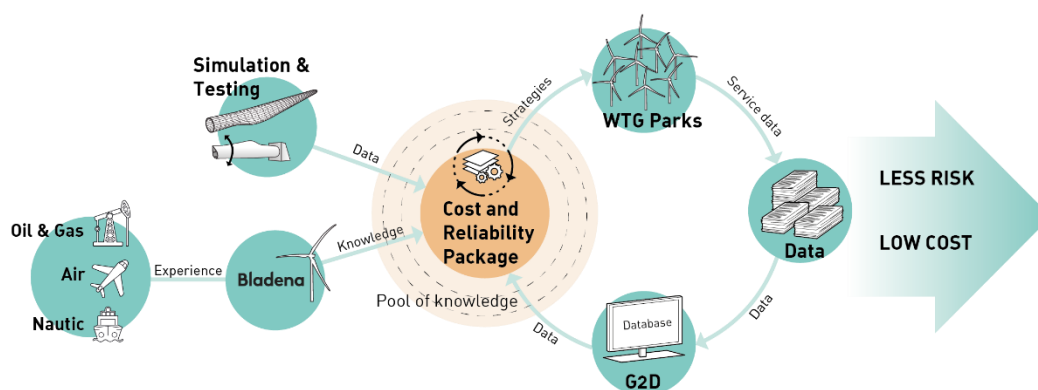 Simulation &
Testing
Data
Oil & Gas
Air
Nautic
Experience
Bladena
Knowledge
Cost and
Reliability
Package
Pool of knowledge
Strategies
WTG Parks
Service data
Data
Data
Database
G2D
Data
LESS RISK
LOW COST